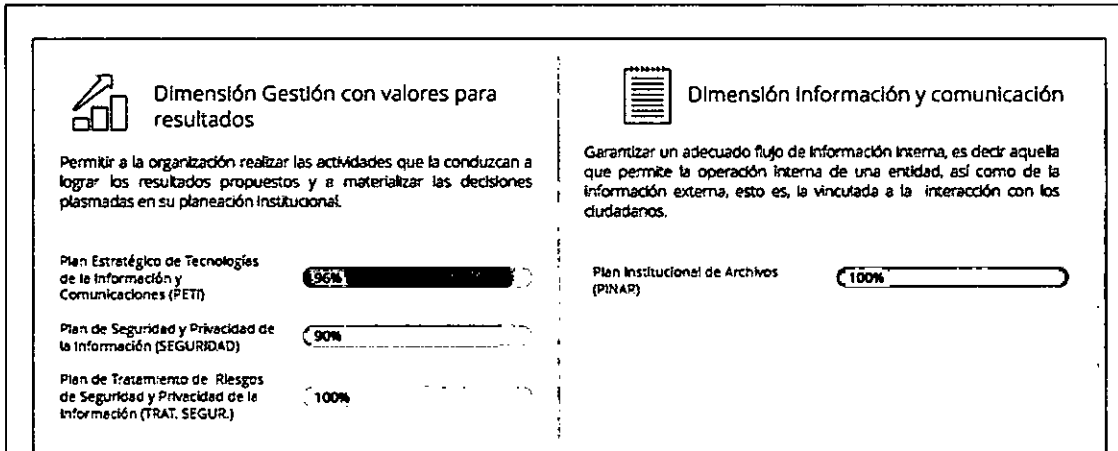 Dimensión Gestión con valores para
resultados
Permitir a la organización realizar las actividades que la conduzcan a
lograr los resultados propuestos y a materializar las decisiones
plasmadas en su planeación institucional.
Plan Estratégico de Tecnologías
de la Información y
Comunicaciones (PETI)
96%
Plan de Seguridad y Privacidad de
la Información (SEGURIDAD)
90%
Plan de Tratamiento de Riesgos
de Seguridad y Privacidad de la
Información (TRAT. SEGUR.)
100%
Dimensión Información y comunicación
Garantizar un adecuado flujo de información interna, es decir aquella
que permite la operación interna de una entidad, así como de la
información externa, esto es, la vinculada a la interacción con los
ciudadanos.
Plan Institucional de Archivos
(PINAR)
100%